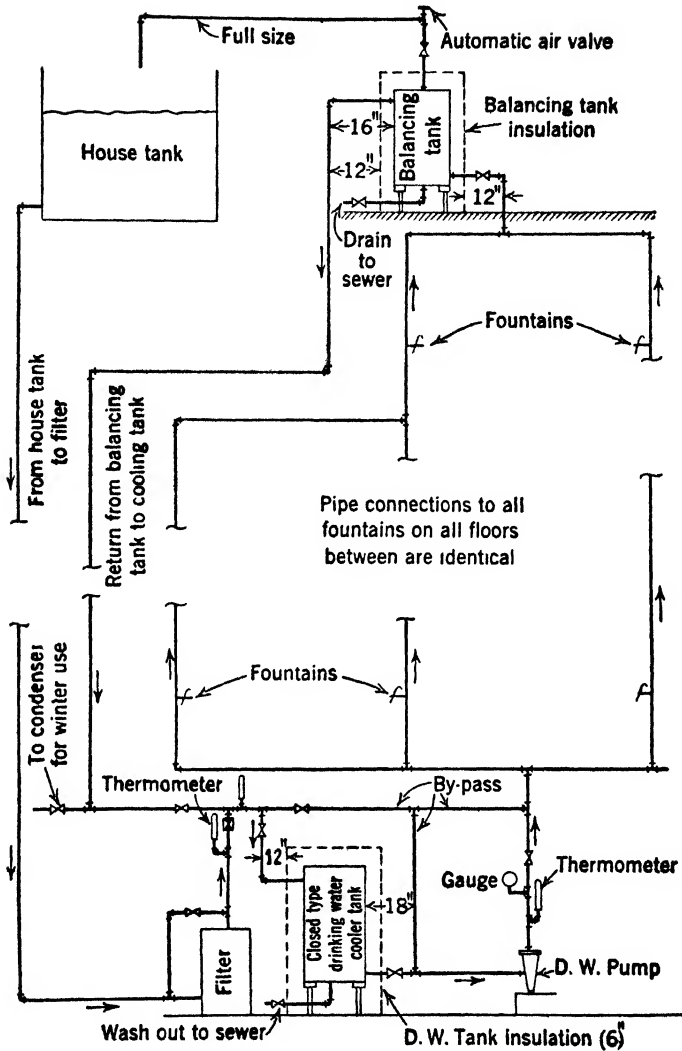 Full size
Automatic air valve
House tank
Balancing
tank
Balancing tank
insulation
16"
12"
12"
Drain
to
sewer
Fountains
From house tank
to filter
Return from balancing
tank to cooling tank
Pipe connections to all
fountains on all floors
between are identical
To condenser
for winter use
Fountains
Thermometer
By-pass
12"
Gauge
Thermometer
18"
Closed type
drinking water
cooler tank
Filter
D. W. Pump
Wash out to sewer
D. W. Tank insulation (6")